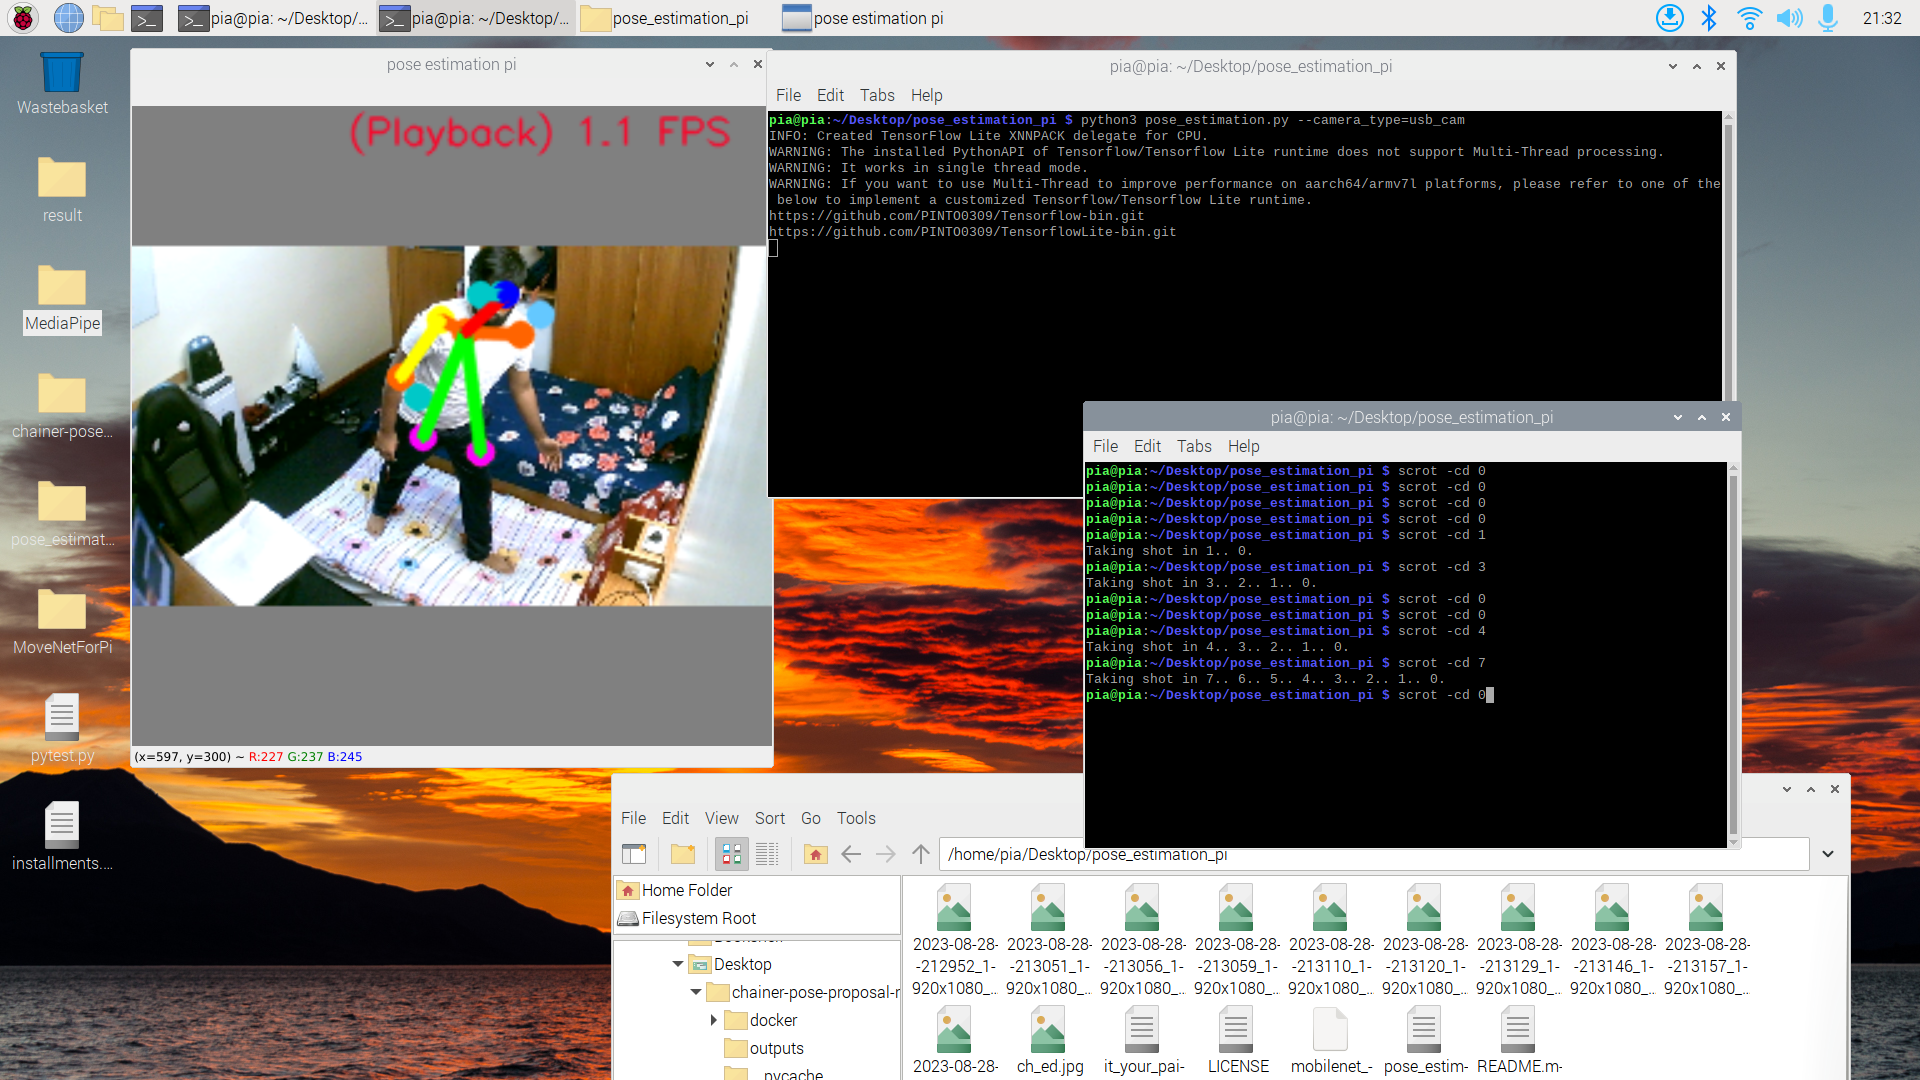 pia@pia: ~/Desktop/...
pia@pia: ~/Desktop/...
pose_estimation_pi
pose estimation pi
21:32
Wastebasket
result
MediaPipe
chainer-pose...
pose_estimat...
MoveNetForPi
pytest.py
installments....
pose estimation pi
(Playback) 1.1 FPS
(x=597, y=300) ~ R:227 G:237 B:245
pia@pia: ~/Desktop/pose_estimation_pi
File Edit Tabs Help
pia@pia:~/Desktop/pose_estimation_pi $ python3 pose_estimation.py --camera_type=usb_cam
INFO: Created TensorFlow Lite XNNPACK delegate for CPU.
WARNING: The installed PythonAPI of Tensorflow/Tensorflow Lite runtime does not support Multi-Thread processing.
WARNING: It works in single thread mode.
WARNING: If you want to use Multi-Thread to improve performance on aarch64/armv7l platforms, please refer to one of the
below to implement a customized Tensorflow/Tensorflow Lite runtime.
https://github.com/PINTO0309/Tensorflow-bin.git
https://github.com/PINTO0309/TensorflowLite-bin.git
pia@pia: ~/Desktop/pose_estimation_pi
File Edit Tabs Help
pia@pia:~/Desktop/pose_estimation_pi $ scrot -cd 0
pia@pia:~/Desktop/pose_estimation_pi $ scrot -cd 0
pia@pia:~/Desktop/pose_estimation_pi $ scrot -cd 0
pia@pia:~/Desktop/pose_estimation_pi $ scrot -cd 0
pia@pia:~/Desktop/pose_estimation_pi $ scrot -cd 1
Taking shot in 1.. 0.
pia@pia:~/Desktop/pose_estimation_pi $ scrot -cd 3
Taking shot in 3.. 2.. 1.. 0.
pia@pia:~/Desktop/pose_estimation_pi $ scrot -cd 0
pia@pia:~/Desktop/pose_estimation_pi $ scrot -cd 0
pia@pia:~/Desktop/pose_estimation_pi $ scrot -cd 4
Taking shot in 4.. 3.. 2.. 1.. 0.
pia@pia:~/Desktop/pose_estimation_pi $ scrot -cd 7
Taking shot in 7.. 6.. 5.. 4.. 3.. 2.. 1.. 0.
pia@pia:~/Desktop/pose_estimation_pi $ scrot -cd 0
File Edit View Sort Go Tools
/home/pia/Desktop/pose_estimation_pi
Home Folder
Filesystem Root
Desktop
chainer-pose-proposal-
docker
outputs
pycache
2023-08-28- 2023-08-28- 2023-08-28- 2023-08-28- 2023-08-28- 2023-08-28- 2023-08-28- 2023-08-28- 2023-08-28-
-212952_1- -213051_1- -213056_1- -213059_1- -213110_1- -213120_1- -213129_1- -213146_1- -213157_1-
920x1080_... 920x1080_... 920x1080_... 920x1080_... 920x1080_... 920x1080_... 920x1080_... 920x1080_... 920x1080_...
2023-08-28- ch_ed.jpg it_your_pai- LICENSE mobilenet_- pose_estim- README.m-